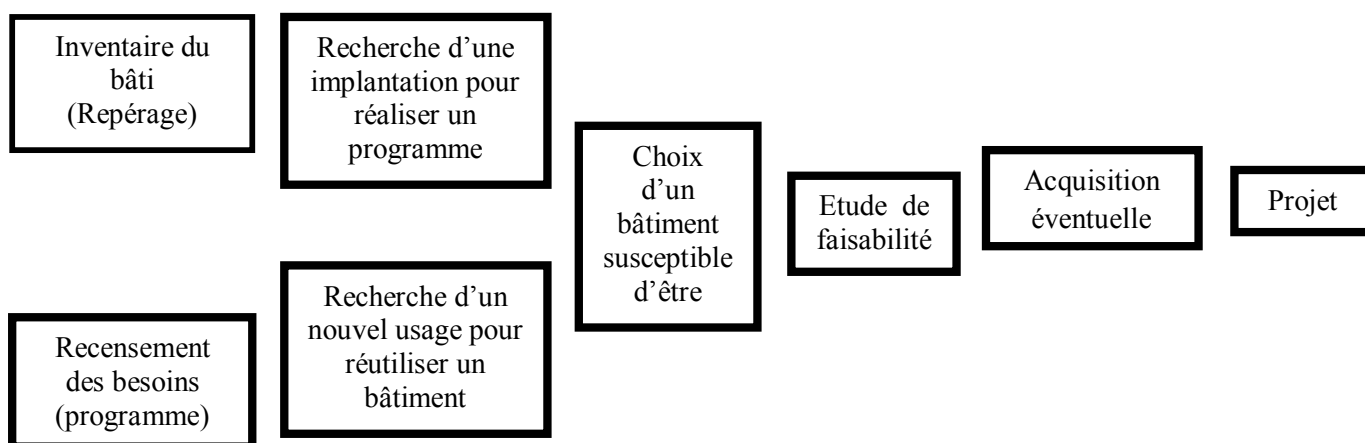 Inventaire du
bâti
(Repérage)
Recherche d’une
implantation pour
réaliser un
programme
Recensement
des besoins
(programme)
Recherche d’un
nouvel usage pour
réutiliser un
bâtiment
Choix
d’un
bâtiment
susceptible
d’être
Etude de
faisabilité
Acquisition
éventuelle
Projet